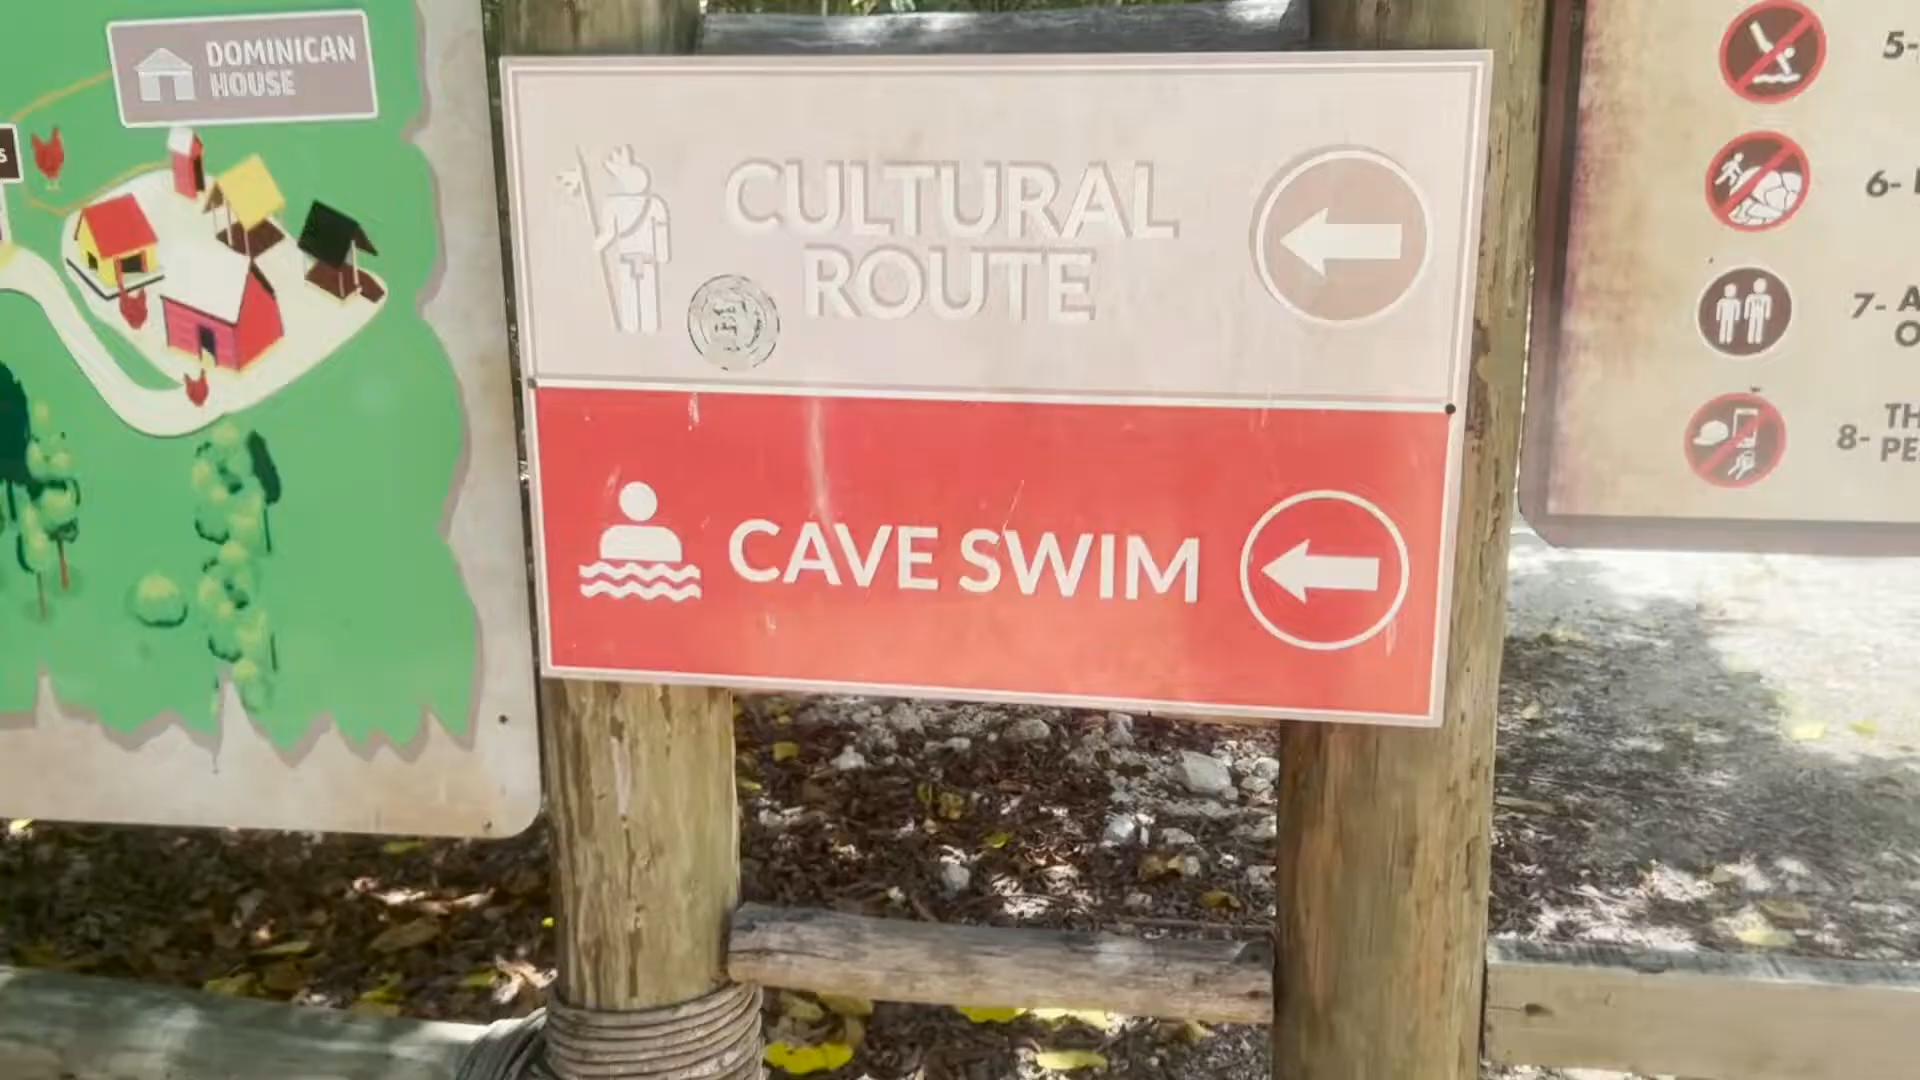 DOMINICAN
HOUSE
CULTURAL
ROUTE
CAVE SWIM
5-
6-
7- A
O
TH
8- PE